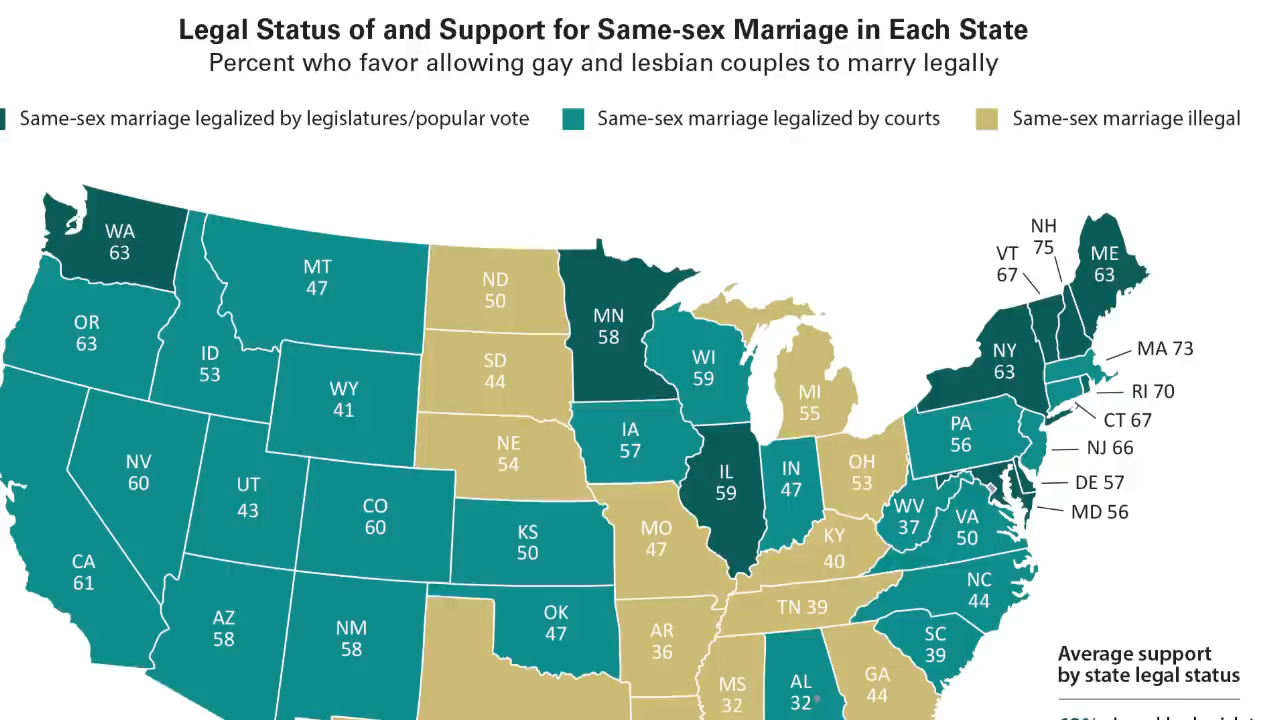 Legal Status of and Support for Same-sex Marriage in Each State
Percent who favor allowing gay and lesbian couples to marry legally
Same-sex marriage legalized by legislatures/popular vote
Same-sex marriage legalized by courts
Same-sex marriage illegal
WA
63
OR
63
CA
61
NV
60
ID
53
MT
47
WY
41
UT
43
CO
60
AZ
58
NM
58
ND
50
SD
44
NE
54
KS
50
OK
47
MN
58
IA
57
MO
47
AR
36
WI
59
IL
59
MI
55
IN
47
OH
53
KY
40
TN 39
MS
32
AL
32*
GA
44
SC
39
NC
44
VA
50
WV
37
PA
56
NY
63
VT
67
NH
75
ME
63
MA 73
RI 70
CT 67
NJ 66
DE 57
MD 56
Average support
by state legal status